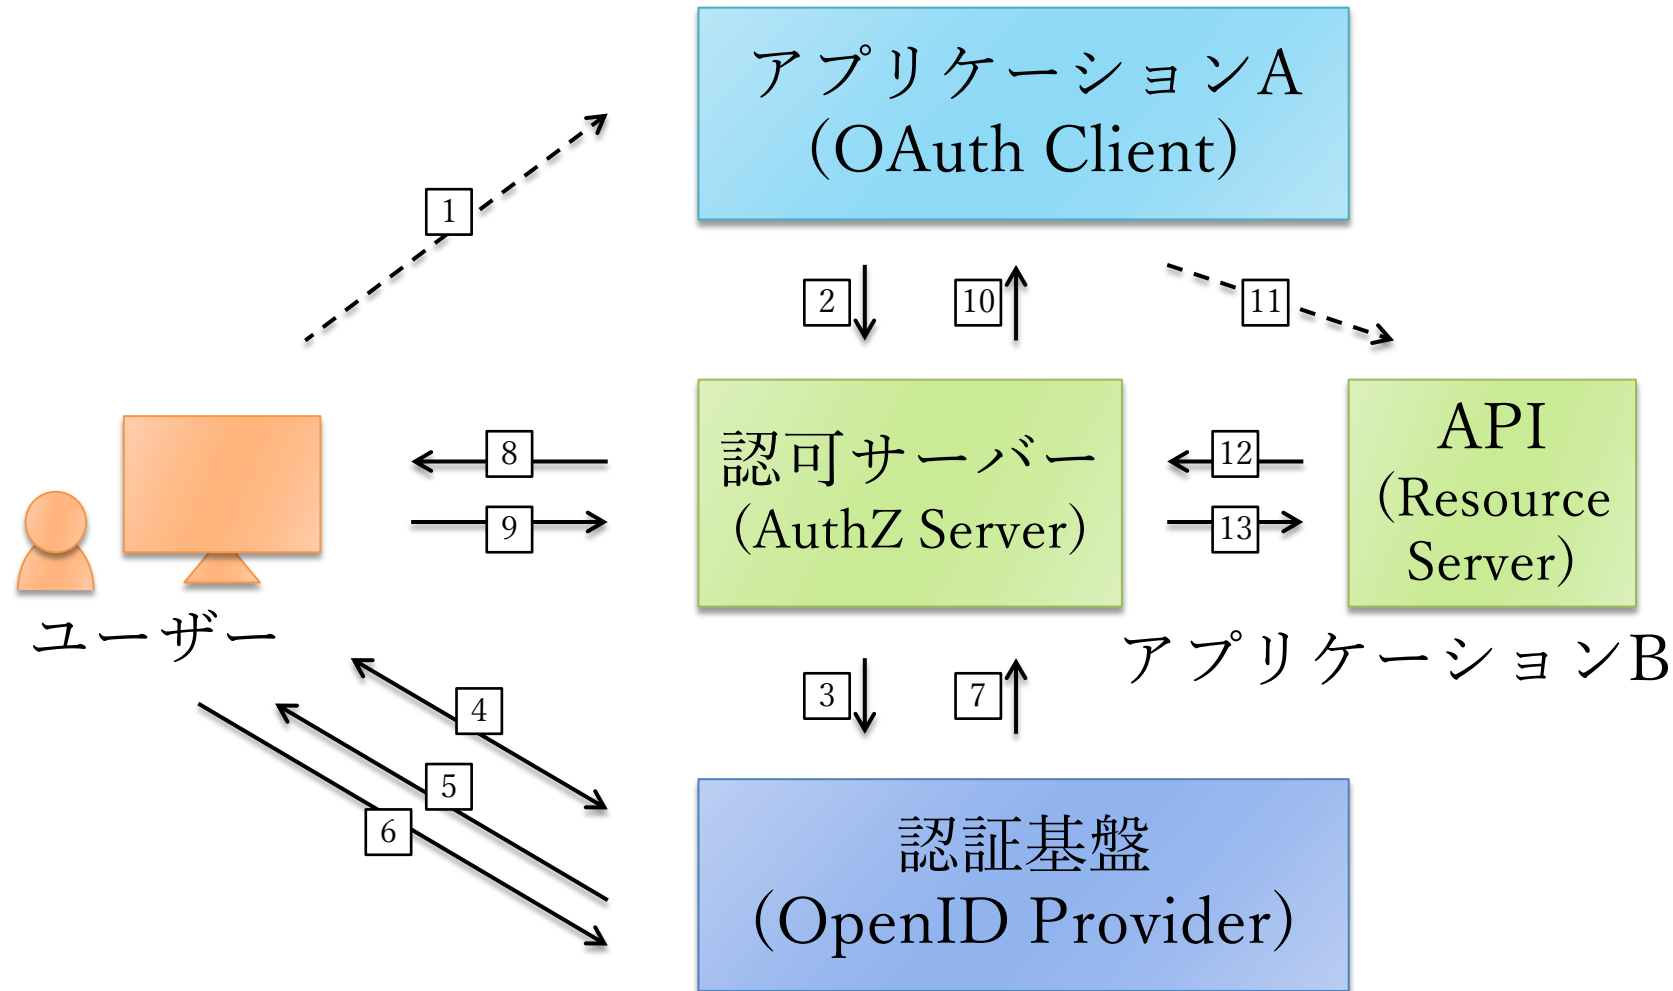 アプリケーションA
(OAuth Client)
1
2
10
11
認可サーバー
(AuthZ Server)
API
(Resource
Server)
8
9
12
13
ユーザー
アプリケーションB
3
7
4
5
6
認証基盤
(OpenID Provider)